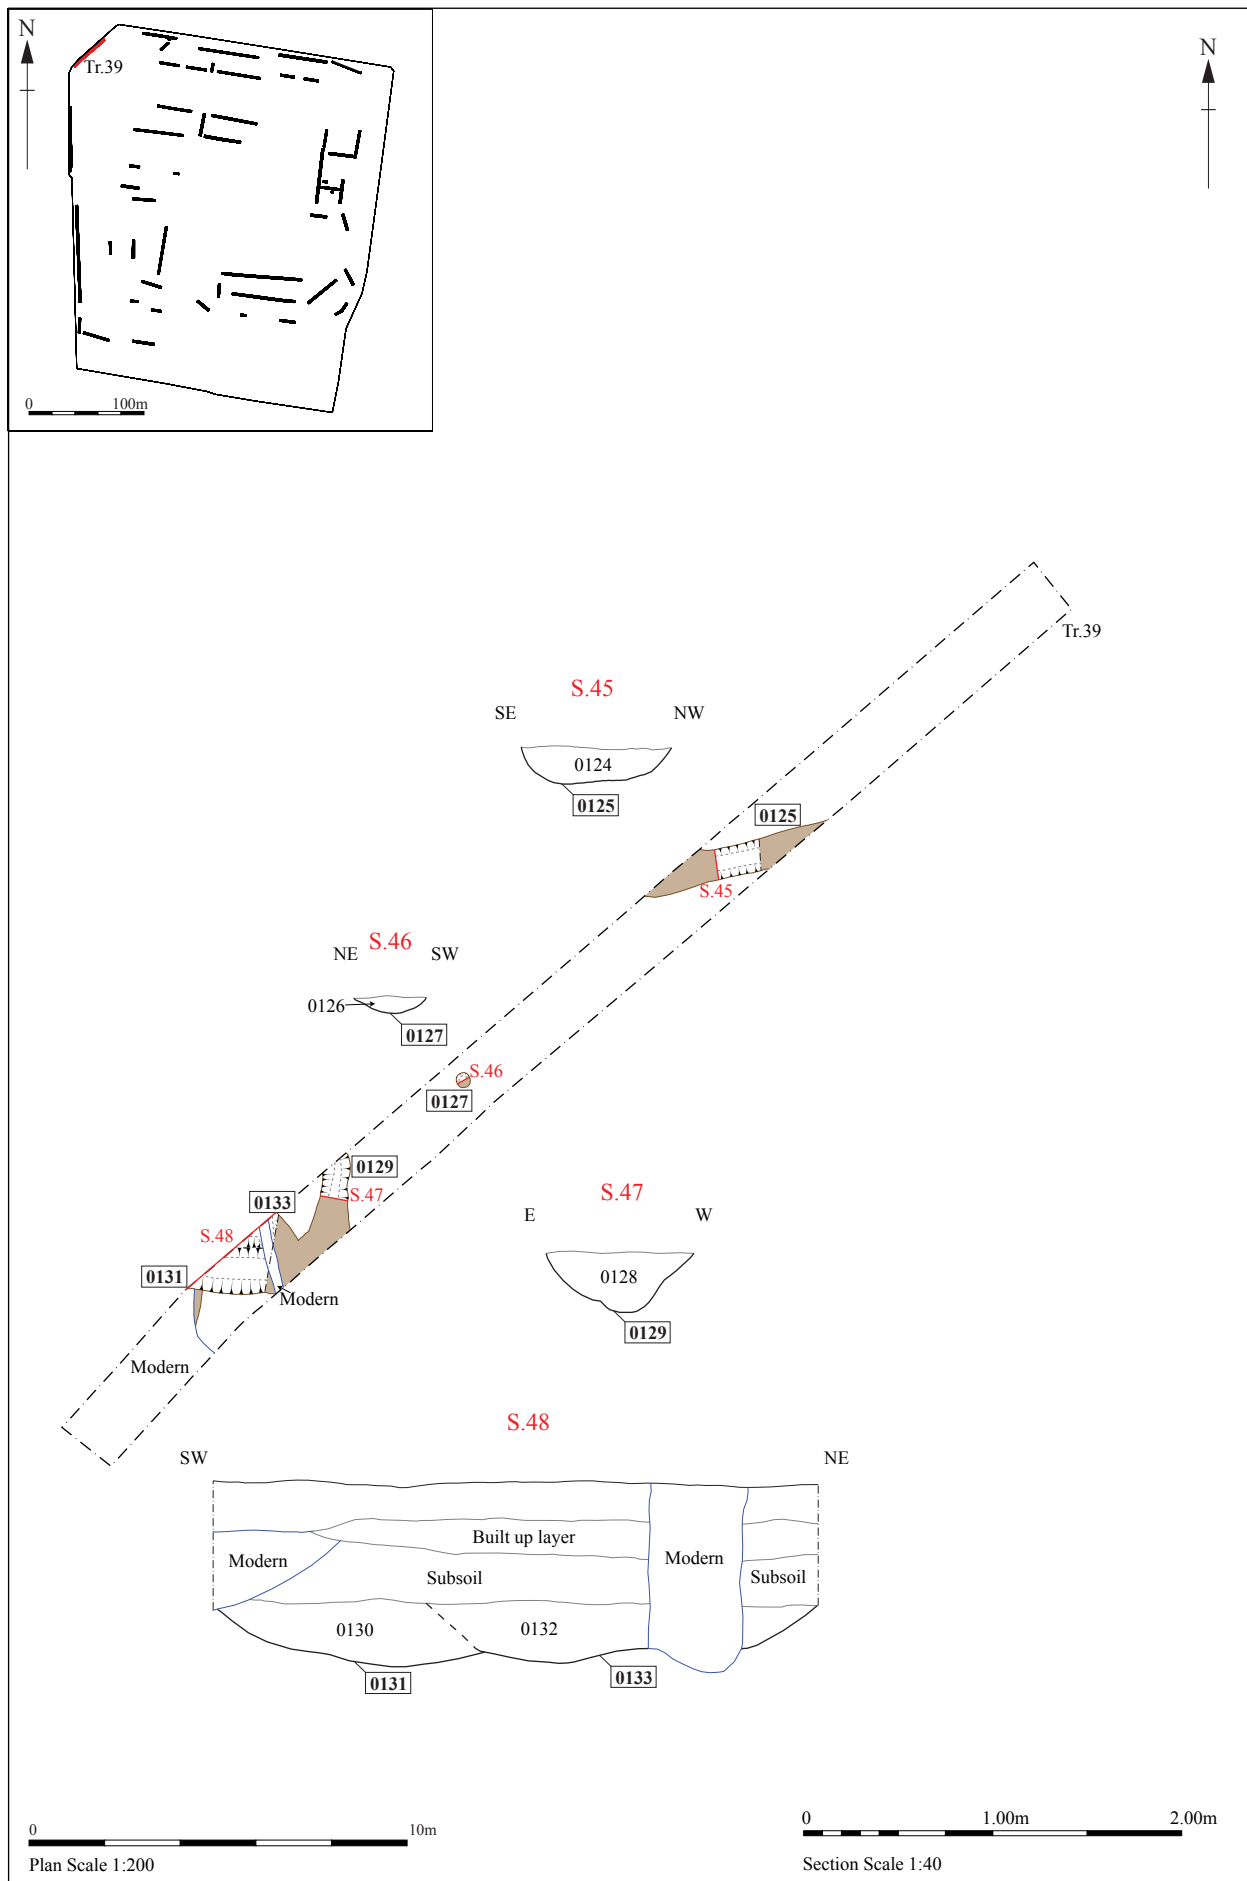 N
Tr.39
0 100m
N
Tr.39
S.45
SE NW
0124
0125
0125
S.45
S.46
NE SW
0126
0127
S.46
0127
0129
S.47
0133
S.48
0131
Modern
Modern
S.47
E W
0128
0129
S.48
SW NE
Built up layer
Modern
Modern
Subsoil
Subsoil
0130
0132
0131
0133
0 10m
Plan Scale 1:200
0 1.00m 2.00m
Section Scale 1:40